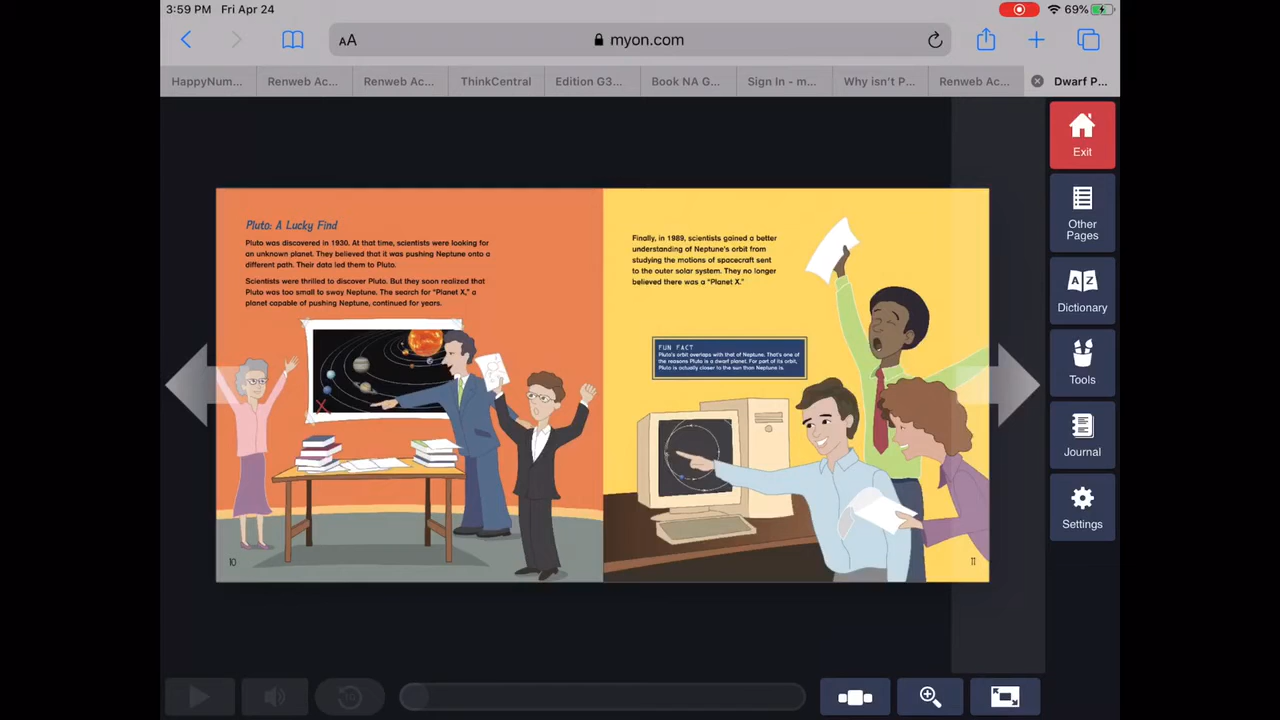 3:59 PM Fri Apr 24
69%
AA
myon.com
HappyNum...
Renweb Ac...
Renweb Ac...
ThinkCentral
Edition G3...
Book NA G...
Sign In - m...
Why isn't P...
Renweb Ac...
Dwarf P...
Exit
Other
Pages
A Z
Dictionary
Tools
Journal
Settings
Pluto: A Lucky Find
Pluto was discovered in 1930. At that time, scientists were looking for
an unknown planet. They believed that it was pushing Neptune onto a
different path. Their data led them to Pluto.
Scientists were thrilled to discover Pluto. But they soon realized that
Pluto was too small to sway Neptune. The search for "Planet X," a
planet capable of pushing Neptune, continued for years.
10
Finally, in 1989, scientists gained a better
understanding of Neptune's orbit from
studying the motions of spacecraft sent
to the outer solar system. They no longer
believed there was a "Planet X."
FUN FACT
Pluto's orbit overlaps with that of Neptune. That's one of
the reasons Pluto is a dwarf planet. For part of its orbit,
Pluto is actually closer to the sun than Neptune is.
11